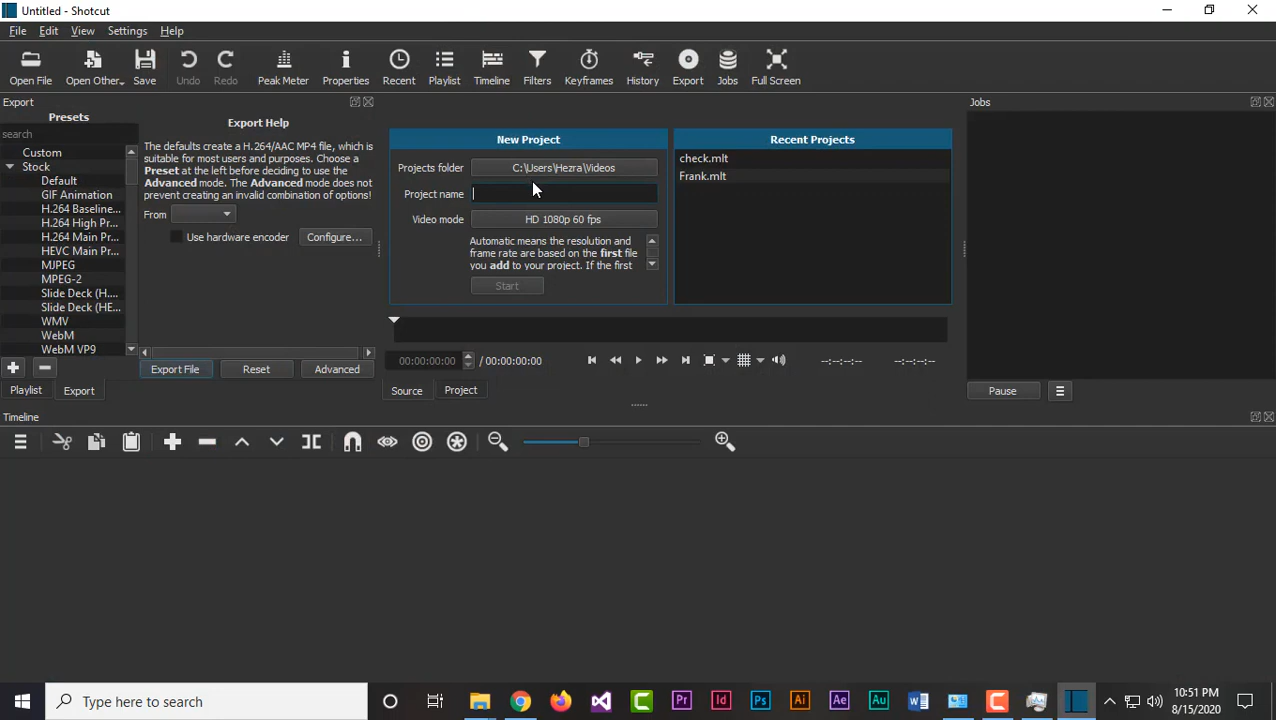 Untitled - Shotcut
File Edit View Settings Help
Open File Open Other Save Undo Redo Peak Meter Properties Recent Playlist Timeline Filters Keyframes History Export Jobs Full Screen
Export
Presets
search
Custom
Stock
Default
GIF Animation
H.264 Baseline...
H.264 High Pr...
H.264 Main Pr...
HEVC Main Pr...
MJPEG
MPEG-2
Slide Deck (H....
Slide Deck (HE...
WMV
WebM
WebM VP9
Playlist Export
Export Help
The defaults create a H.264/AAC MP4 file, which is
suitable for most users and purposes. Choose a
Preset at the left before deciding to use the
Advanced mode. The Advanced mode does not
prevent creating an invalid combination of options!
From
Use hardware encoder Configure...
Export File Reset Advanced
New Project
Projects folder C:\Users\Hezra\Videos
Project name
Video mode HD 1080p 60 fps
Automatic means the resolution and
frame rate are based on the first file
you add to your project. If the first
Start
Recent Projects
check.mlt
Frank.mlt
00:00:00:00 / 00:00:00:00 --:--:--:-- --:--:--:--
Source Project
Jobs
Pause
Timeline
Type here to search
Pr Id Ps Ai Ae Au
10:51 PM
8/15/2020